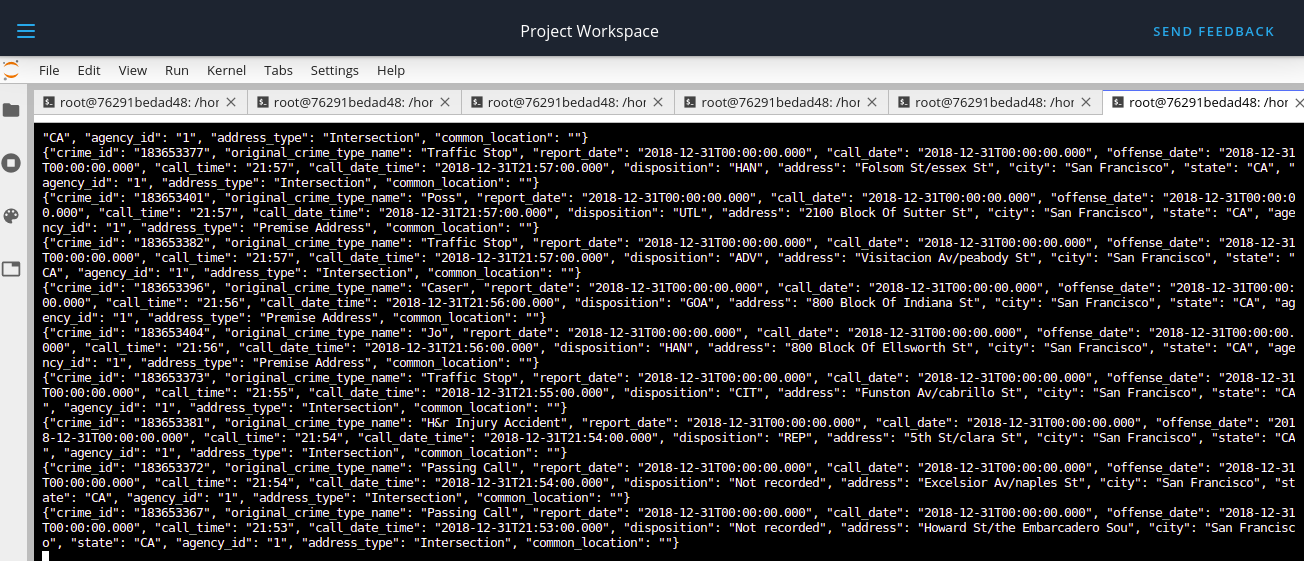 Project Workspace
SEND FEEDBACK
File Edit View Run Kernel Tabs Settings Help
root@76291bedad48: /hor root@76291bedad48: /hor root@76291bedad48: /hor root@76291bedad48: /hor root@76291bedad48: /hor root@76291bedad48: /hor
"CA", "agency_id": "1", "address_type": "Intersection", "common_location": ""}
{"crime_id": "183653377", "original_crime_type_name": "Traffic Stop", "report_date": "2018-12-31T00:00:00.000", "call_date": "2018-12-31T00:00:00.000", "offense_date": "2018-12-31
T00:00:00.000", "call_time": "21:57", "call_date_time": "2018-12-31T21:57:00.000", "disposition": "HAN", "address": "Folsom St/essex St", "city": "San Francisco", "state": "CA", "
agency_id": "1", "address_type": "Intersection", "common_location": ""}
{"crime_id": "183653401", "original_crime_type_name": "Poss", "report_date": "2018-12-31T00:00:00.000", "call_date": "2018-12-31T00:00:00.000", "offense_date": "2018-12-31T00:00:0
0.000", "call_time": "21:57", "call_date_time": "2018-12-31T21:57:00.000", "disposition": "UTL", "address": "2100 Block Of Sutter St", "city": "San Francisco", "state": "CA", "age
ncy_id": "1", "address_type": "Premise Address", "common_location": ""}
{"crime_id": "183653382", "original_crime_type_name": "Traffic Stop", "report_date": "2018-12-31T00:00:00.000", "call_date": "2018-12-31T00:00:00.000", "offense_date": "2018-12-31
T00:00:00.000", "call_time": "21:57", "call_date_time": "2018-12-31T21:57:00.000", "disposition": "ADV", "address": "Visitacion Av/peabody St", "city": "San Francisco", "state": "
CA", "agency_id": "1", "address_type": "Intersection", "common_location": ""}
{"crime_id": "183653396", "original_crime_type_name": "Caser", "report_date": "2018-12-31T00:00:00.000", "call_date": "2018-12-31T00:00:00.000", "offense_date": "2018-12-31T00:00:
00.000", "call_time": "21:56", "call_date_time": "2018-12-31T21:56:00.000", "disposition": "GOA", "address": "800 Block Of Indiana St", "city": "San Francisco", "state": "CA", "ag
ency_id": "1", "address_type": "Premise Address", "common_location": ""}
{"crime_id": "183653404", "original_crime_type_name": "Jo", "report_date": "2018-12-31T00:00:00.000", "call_date": "2018-12-31T00:00:00.000", "offense_date": "2018-12-31T00:00:00.
000", "call_time": "21:56", "call_date_time": "2018-12-31T21:56:00.000", "disposition": "HAN", "address": "800 Block Of Ellsworth St", "city": "San Francisco", "state": "CA", "age
ncy_id": "1", "address_type": "Premise Address", "common_location": ""}
{"crime_id": "183653373", "original_crime_type_name": "Traffic Stop", "report_date": "2018-12-31T00:00:00.000", "call_date": "2018-12-31T00:00:00.000", "offense_date": "2018-12-31
T00:00:00.000", "call_time": "21:55", "call_date_time": "2018-12-31T21:55:00.000", "disposition": "CIT", "address": "Funston Av/cabrillo St", "city": "San Francisco", "state": "CA
", "agency_id": "1", "address_type": "Intersection", "common_location": ""}
{"crime_id": "183653381", "original_crime_type_name": "H&r Injury Accident", "report_date": "2018-12-31T00:00:00.000", "call_date": "2018-12-31T00:00:00.000", "offense_date": "201
8-12-31T00:00:00.000", "call_time": "21:54", "call_date_time": "2018-12-31T21:54:00.000", "disposition": "REP", "address": "5th St/clara St", "city": "San Francisco", "state": "CA
", "agency_id": "1", "address_type": "Intersection", "common_location": ""}
{"crime_id": "183653372", "original_crime_type_name": "Passing Call", "report_date": "2018-12-31T00:00:00.000", "call_date": "2018-12-31T00:00:00.000", "offense_date": "2018-12-31
T00:00:00.000", "call_time": "21:54", "call_date_time": "2018-12-31T21:54:00.000", "disposition": "Not recorded", "address": "Excelsior Av/naples St", "city": "San Francisco", "st
ate": "CA", "agency_id": "1", "address_type": "Intersection", "common_location": ""}
{"crime_id": "183653367", "original_crime_type_name": "Passing Call", "report_date": "2018-12-31T00:00:00.000", "call_date": "2018-12-31T00:00:00.000", "offense_date": "2018-12-31
T00:00:00.000", "call_time": "21:53", "call_date_time": "2018-12-31T21:53:00.000", "disposition": "Not recorded", "address": "Howard St/the Embarcadero Sou", "city": "San Francisc
o", "state": "CA", "agency_id": "1", "address_type": "Intersection", "common_location": ""}